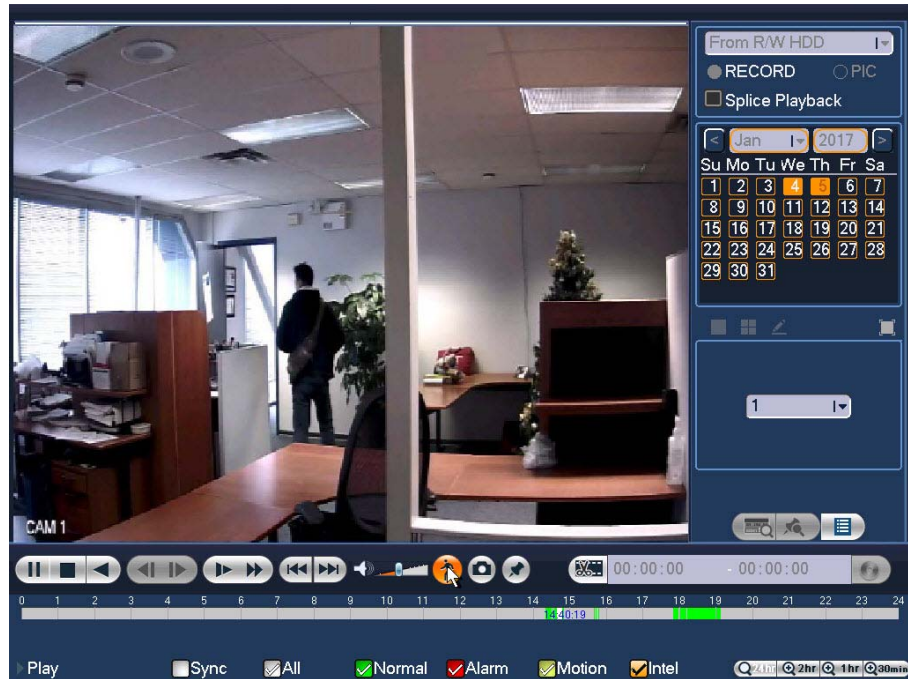 From R/W HDD
RECORD
PIC
Splice Playback
< Jan 2017 >
Su Mo Tu We Th Fr Sa
1 2 3 4 5 6 7
8 9 10 11 12 13 14
15 16 17 18 19 20 21
22 23 24 25 26 27 28
29 30 31
1
CAM 1
00:00:00 - 00:00:00
0 1 2 3 4 5 6 7 8 9 10 11 12 13 14 15 16 17 18 19 20 21 22 23 24
14:40:19
Play
Sync
All
Normal
Alarm
Motion
Intel
24hr
2hr
1hr
30min